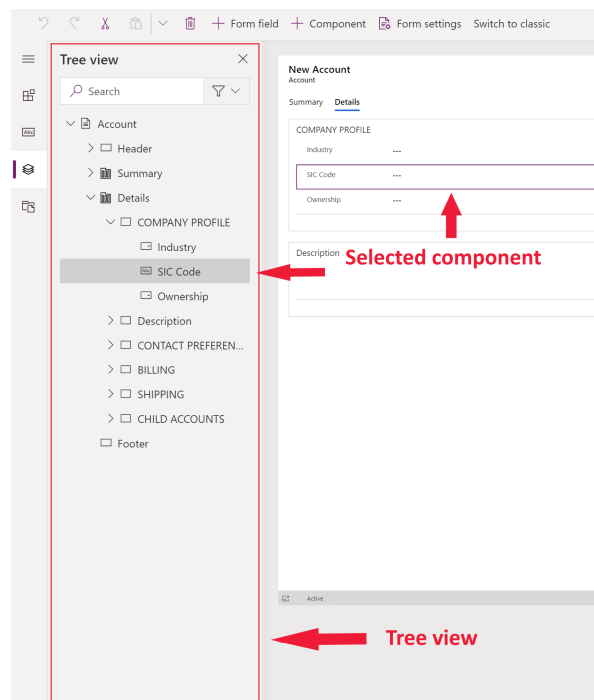 Form field
Component
Form settings
Switch to classic
Abc
Tree view
Search
Account
Header
Summary
Details
COMPANY PROFILE
Industry
Abc SIC Code
Ownership
Description
CONTACT PREFEREN...
BILLING
SHIPPING
CHILD ACCOUNTS
Footer
New Account
Account
Summary Details
COMPANY PROFILE
Industry ---
SIC Code ---
Ownership ---
Description
Selected component
Active
Tree view